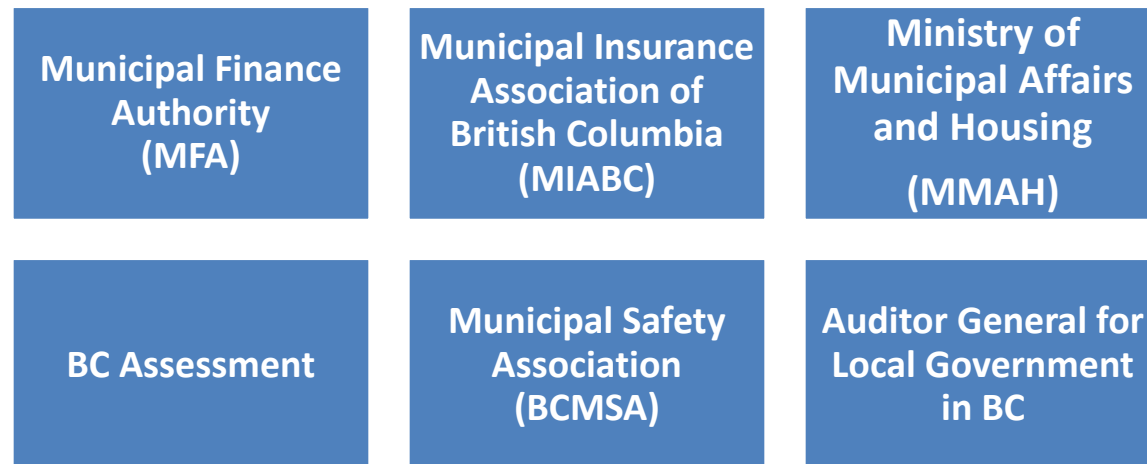 Municipal Finance
Authority
(MFA)
Municipal Insurance
Association of
British Columbia
(MIABC)
Ministry of
Municipal Affairs
and Housing
(MMAH)
BC Assessment
Municipal Safety
Association
(BCMSA)
Auditor General for
Local Government
in BC